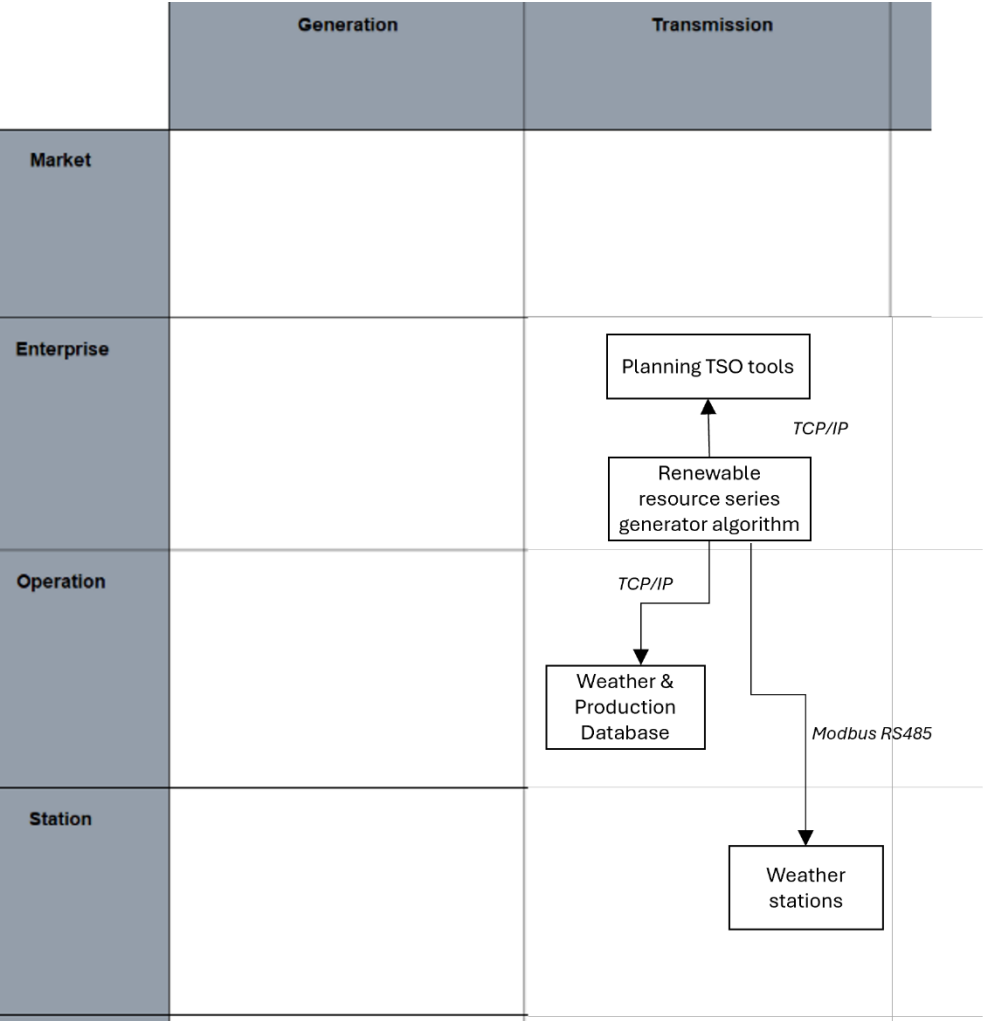 Generation
Transmission
Market
Enterprise
Planning TSO tools
TCP/IP
Renewable
resource series
generator algorithm
Operation
TCP/IP
Weather &
Production
Database
Modbus RS485
Station
Weather
stations